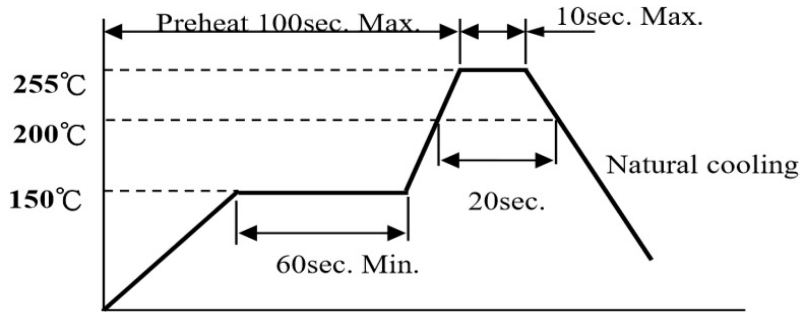 Preheat 100sec. Max.
10sec. Max.
255℃
200℃
Natural cooling
150℃
20sec.
60sec. Min.